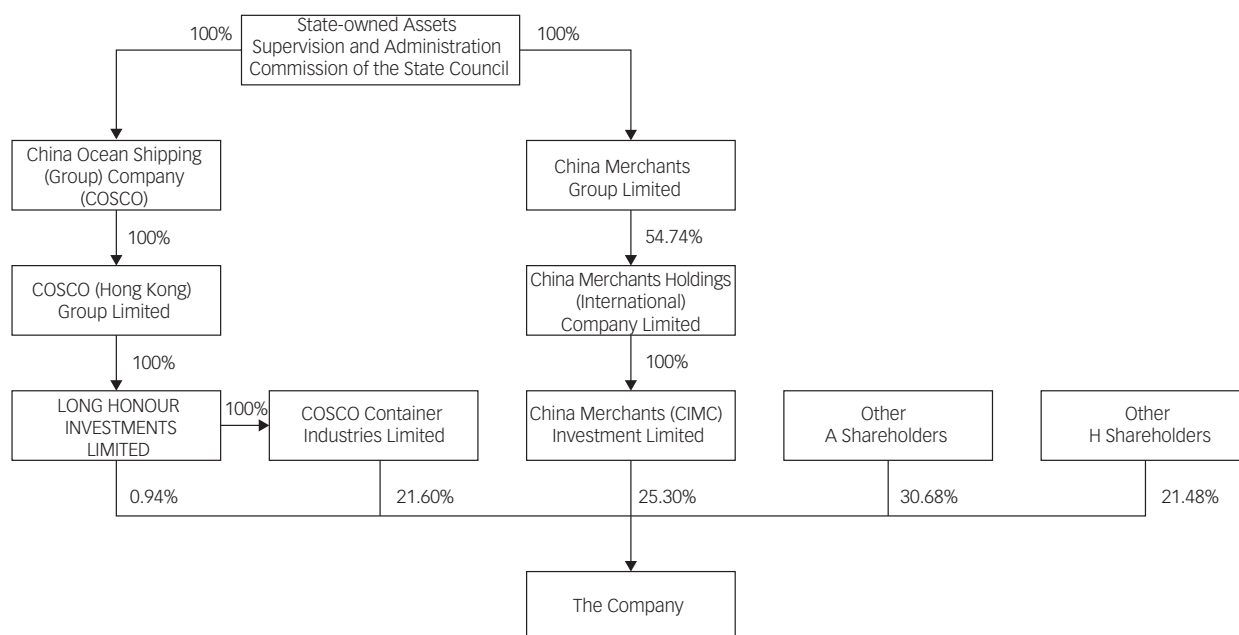 State-owned Assets
Supervision and Administration
Commission of the State Council
100%
100%
China Ocean Shipping
(Group) Company
(COSCO)
China Merchants
Group Limited
100%
54.74%
COSCO (Hong Kong)
Group Limited
China Merchants Holdings
(International)
Company Limited
100%
100%
LONG HONOUR
INVESTMENTS
LIMITED
100%
COSCO Container
Industries Limited
China Merchants (CIMC)
Investment Limited
Other
A Shareholders
Other
H Shareholders
0.94%
21.60%
25.30%
30.68%
21.48%
The Company